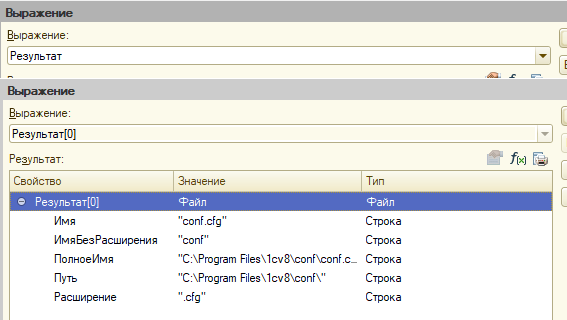 Выражение
Выражение:
Результат
Выражение
Выражение:
Результат[0]
Результат:
Свойство Значение Тип
Результат[0] Файл Файл
Имя "conf.cfg" Строка
ИмяБезРасширения "conf" Строка
ПолноеИмя "C:\Program Files\1cv8\conf\conf.c... Строка
Путь "C:\Program Files\1cv8\conf\" Строка
Расширение ".cfg" Строка